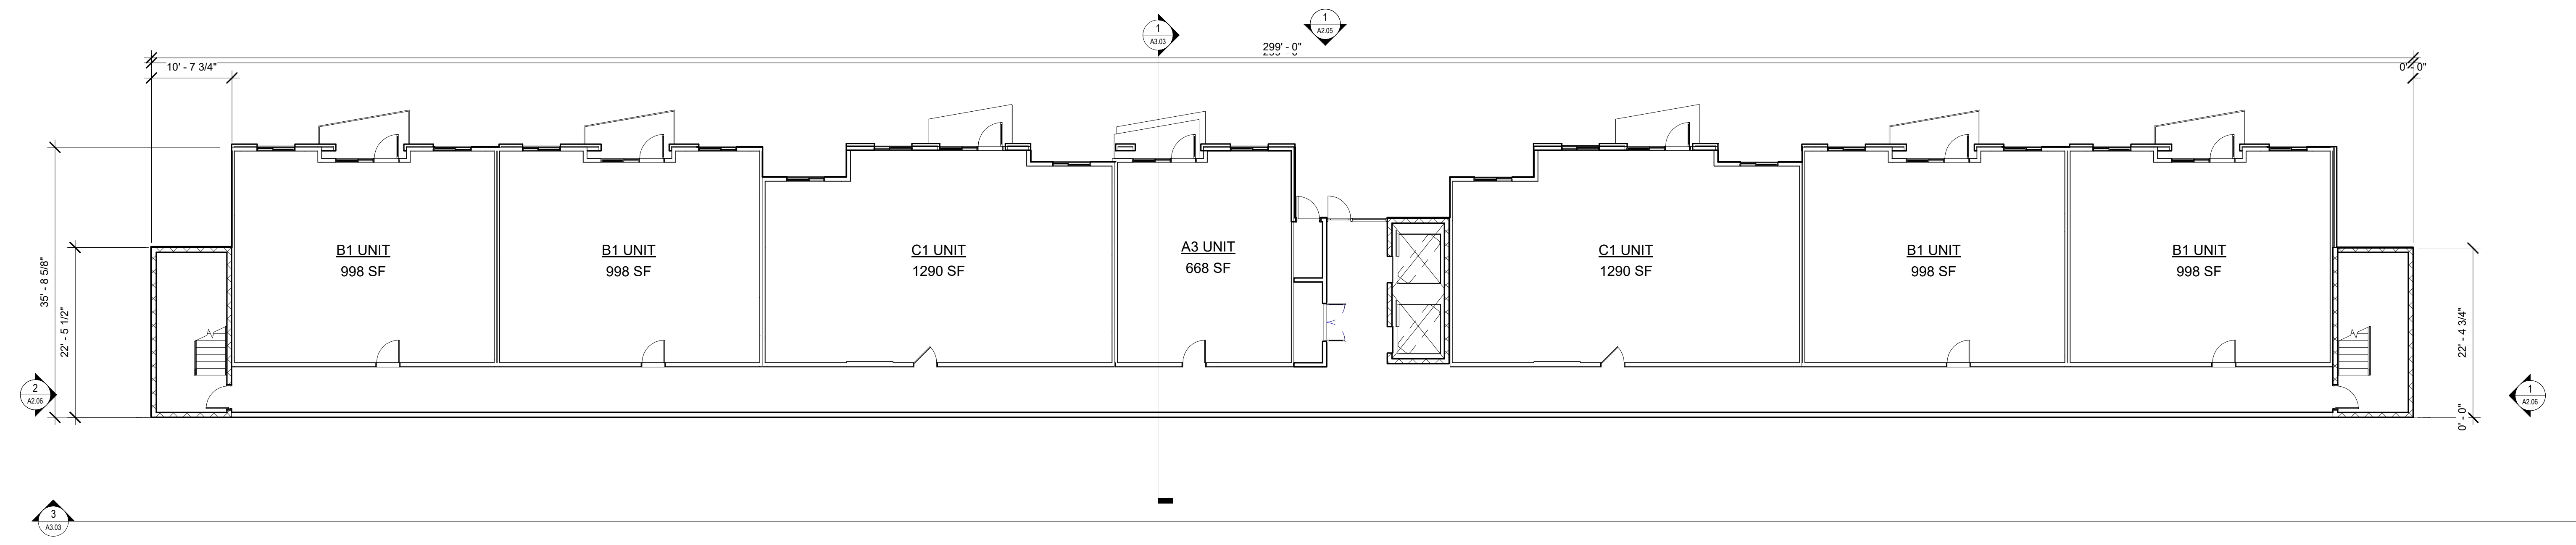 1
A3.03
1
A2.05
299' - 0"
10' - 7 3/4"
0' - 0"
35' - 8 5/8"
22' - 5 1/2"
B1 UNIT
998 SF
B1 UNIT
998 SF
C1 UNIT
1290 SF
A3 UNIT
668 SF
C1 UNIT
1290 SF
B1 UNIT
998 SF
B1 UNIT
998 SF
22' - 4 3/4"
0' - 0"
2
A2.06
1
A2.06
3
A3.03